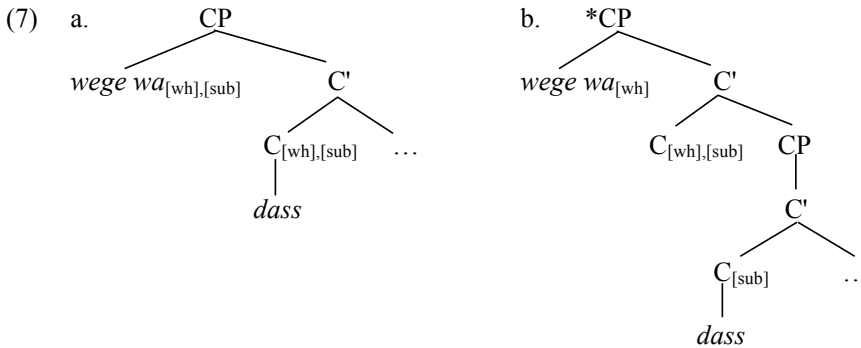 (7) a. CP b. *CP
wege wa[wh],[sub] C' wege wa[wh] C'
C[wh],[sub] … C[wh],[sub] CP
dass C'
C[sub] ..
dass